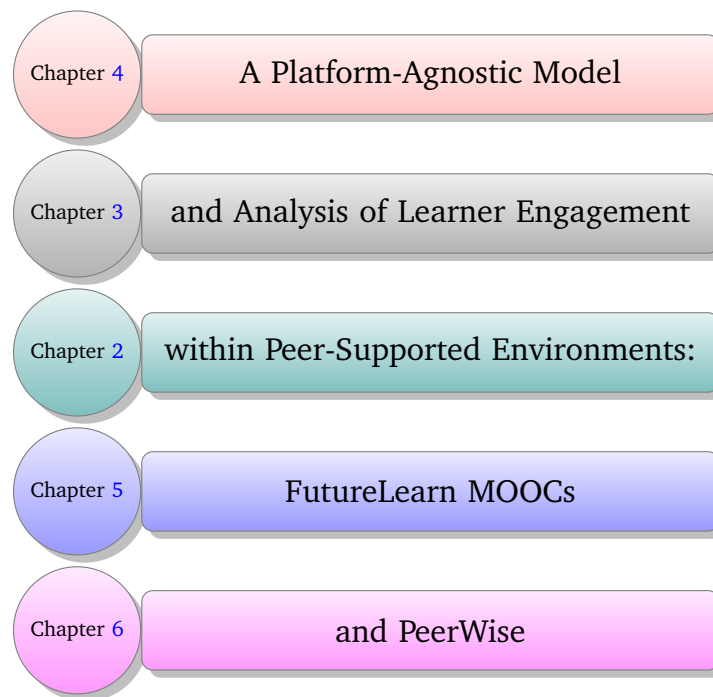 Chapter 4 A Platform-Agnostic Model
Chapter 3 and Analysis of Learner Engagement
Chapter 2 within Peer-Supported Environments:
Chapter 5 FutureLearn MOOCs
Chapter 6 and PeerWise